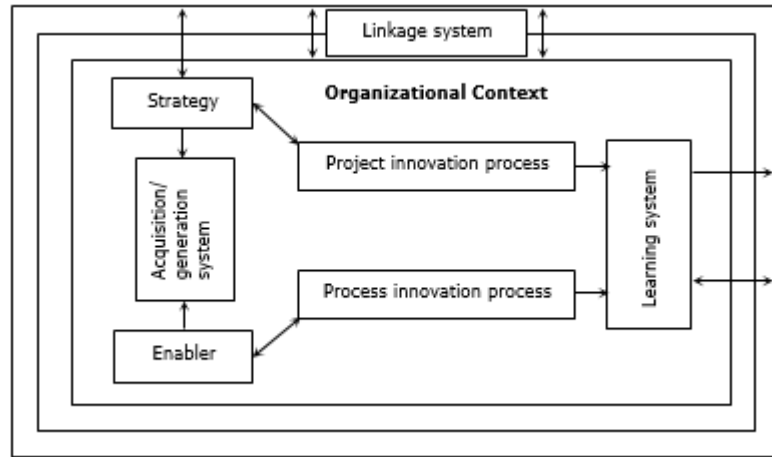 Linkage system
Organizational Context
Strategy
Project innovation process
Acquisition/
generation
system
Learning system
Process innovation process
Enabler